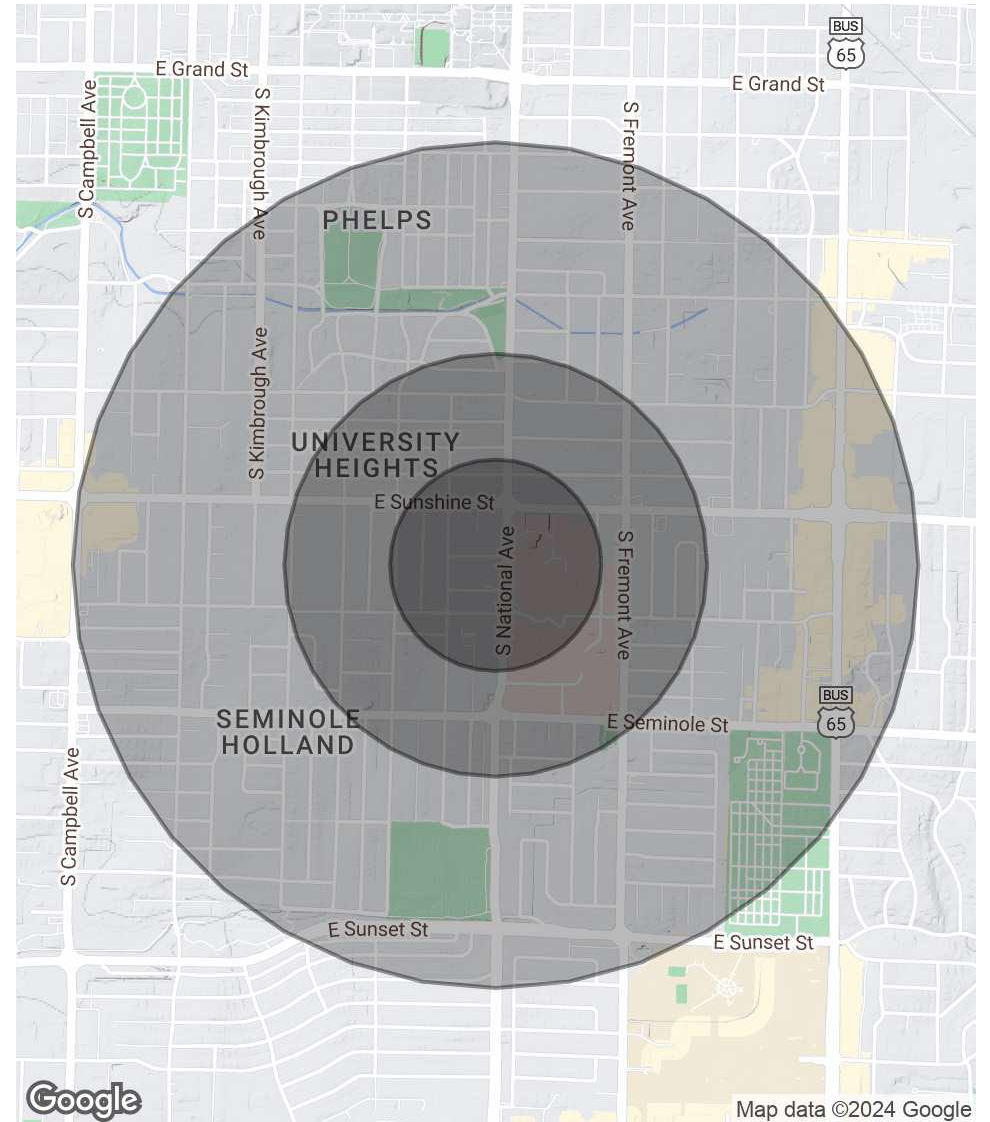 BUS
65
E Grand St
E Grand St
S Campbell Ave
S Kimbrough Ave
S Fremont Ave
PHELPS
S Kimbrough Ave
UNIVERSITY
HEIGHTS
E Sunshine St
S National Ave
S Fremont Ave
SEMINOLE
HOLLAND
E Seminole St
BUS
65
S Campbell Ave
E Sunset St
E Sunset St
Google
Map data ©2024 Google